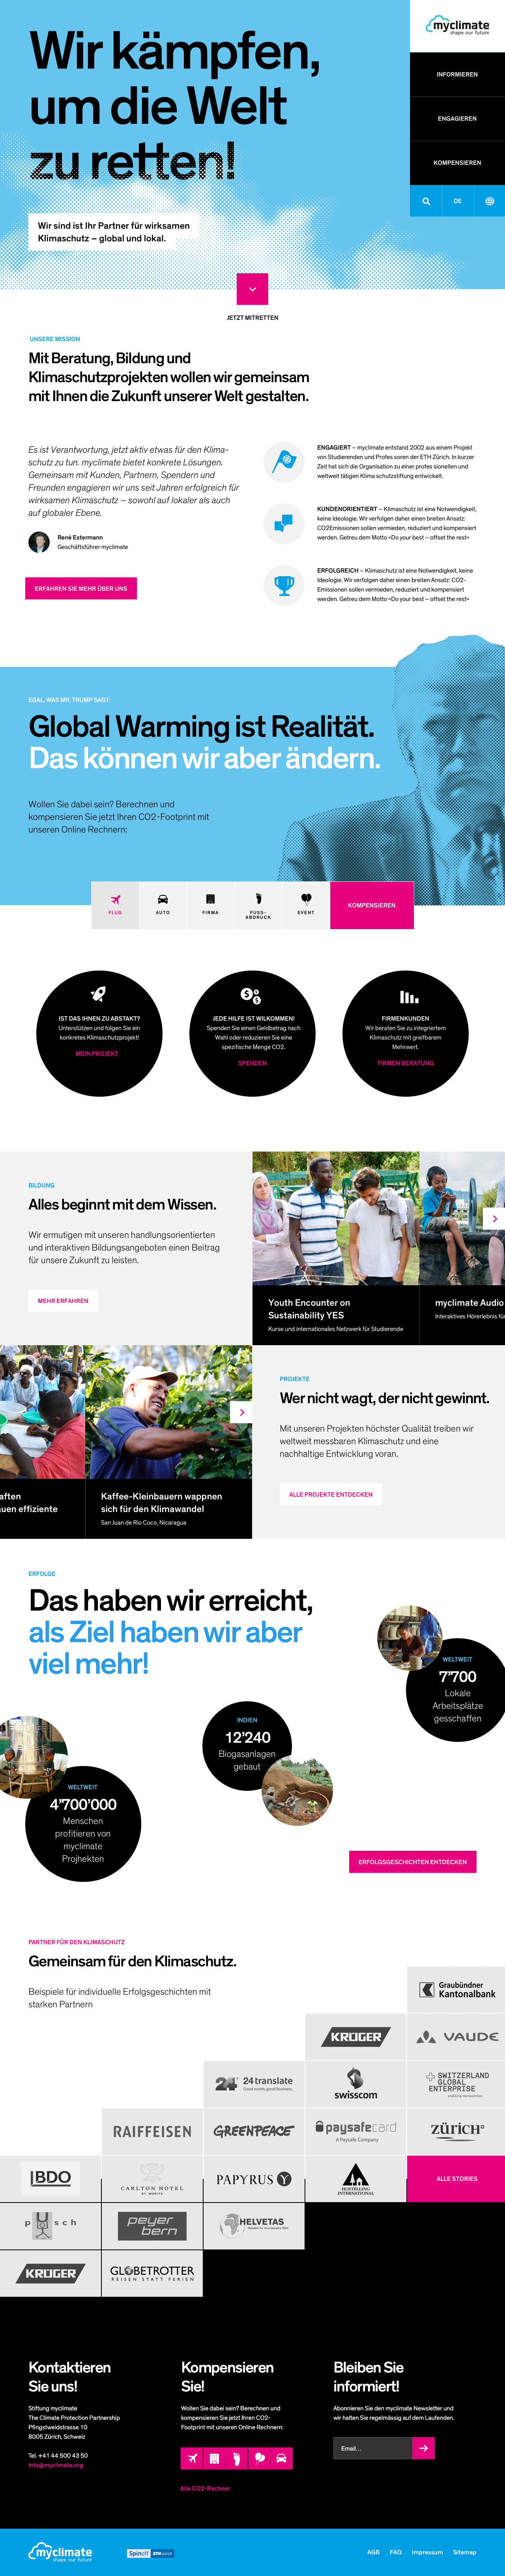 Wir kämpfen,
um die Welt
zu retten!
Wir sind ist Ihr Partner für wirksamen
Klimaschutz – global und lokal.
myclimate
shape our future
INFORMIEREN
ENGAGIEREN
KOMPENSIEREN
DE
JETZT MITRETTEN
UNSERE MISSION
Mit Beratung, Bildung und
Klimaschutzprojekten wollen wir gemeinsam
mit Ihnen die Zukunft unserer Welt gestalten.
Es ist Verantwortung, jetzt aktiv etwas für den Klima-
schutz zu tun. myclimate bietet konkrete Lösungen.
Gemeinsam mit Kunden, Partnern, Spendern und
Freunden engagieren wir uns seit Jahren erfolgreich für
wirksamen Klimaschutz – sowohl auf lokaler als auch
auf globaler Ebene.
René Estermann
Geschäftsführer myclimate
ERFAHREN SIE MEHR ÜBER UNS
ENGAGIERT – myclimate entstand 2002 aus einem Projekt
von Studierenden und Profes soren der ETH Zürich. In kurzer
Zeit hat sich die Organisation zu einer profes sionellen und
weltweit tätigen Klima schutzstiftung entwickelt.
KUNDENORIENTIERT – Klimaschutz ist eine Notwendigkeit,
keine Ideologie. Wir verfolgen daher einen breiten Ansatz:
CO2Emissionen sollen vermieden, reduziert und kompensiert
werden. Getreu dem Motto «Do your best – offset the rest»
ERFOLGREICH – Klimaschutz ist eine Notwendigkeit, keine
Ideologie. Wir verfolgen daher einen breiten Ansatz: CO2-
Emissionen sollen vermieden, reduziert und kompensiert
werden. Getreu dem Motto «Do your best – offset the rest»
EGAL, WAS MR. TRUMP SAGT:
Global Warming ist Realität.
Das können wir aber ändern.
Wollen Sie dabei sein? Berechnen und
kompensieren Sie jetzt Ihren CO2-Footprint mit
unseren Online Rechnern:
FLUG
AUTO
FIRMA
FUSS-
ABDRUCK
EVENT
KOMPENSIEREN
IST DAS IHNEN ZU ABSTAKT?
Unterstützen und folgen Sie ein
konkretes Klimaschutzprojekt!
MEIN PROJEKT
JEDE HILFE IST WILKOMMEN!
Spenden Sie einen Geldbetrag nach
Wahl oder reduzieren Sie eine
spezifische Menge CO2.
SPENDEN
FIRMENKUNDEN
Wir beraten Sie zu integriertem
Klimaschutz mit greifbarem
Mehrwert.
FIRMEN BERATUNG
BILDUNG
Alles beginnt mit dem Wissen.
Wir ermutigen mit unseren handlungsorientierten
und interaktiven Bildungsangeboten einen Beitrag
für unsere Zukunft zu leisten.
MEHR ERFAHREN
Youth Encounter on
Sustainability YES
Kurse und internationales Netzwerk für Studierende
myclimate Audio
Interaktives Hörerlebnis fü
aften
uen effiziente
Kaffee-Kleinbauern wappnen
sich für den Klimawandel
San Juan de Rio Coco, Nicaragua
PROJEKTE
Wer nicht wagt, der nicht gewinnt.
Mit unseren Projekten höchster Qualität treiben wir
weltweit messbaren Klimaschutz und eine
nachhaltige Entwicklung voran.
ALLE PROJEKTE ENTDECKEN
ERFOLGE
Das haben wir erreicht,
als Ziel haben wir aber
viel mehr!
WELTWEIT
7'700
Lokale
Arbeitsplätze
gesschaffen
INDIEN
12'240
Biogasanlagen
gebaut
WELTWEIT
4'700'000
Menschen
profitieren von
myclimate
Projhekten
ERFOLGSGESCHICHTEN ENTDECKEN
PARTNER FÜR DEN KLIMASCHUTZ
Gemeinsam für den Klimaschutz.
Beispiele für individuelle Erfolgsgeschichten mit
starken Partnern
Graubündner
Kantonalbank
KRÜGER
VAUDE
24translate
Good words, good business.
swisscom
SWITZERLAND
GLOBAL
ENTERPRISE
enabling new business
RAIFFEISEN
GREENPEACE
paysafecard
A Paysafe Company
ZÜRICH
BDO
CARLTON HOTEL
ST. MORITZ
PAPYRUS
HOSTELLING
INTERNATIONAL
ALLE STORIES
pusch
peyer
bern
HELVETAS
Handeln für eine bessere Welt
KRÜGER
GLOBETROTTER
REISEN STATT FERIEN
Kontaktieren
Sie uns!
Stiftung myclimate
The Climate Protection Partnership
Pfingstweidstrasse 10
8005 Zürich, Schweiz
Tel. +41 44 500 43 50
info@myclimate.org
Kompensieren
Sie!
Wollen Sie dabei sein? Berechnen und
kompensieren Sie jetzt Ihren CO2-
Footprint mit unseren Online Rechnern:
Alle CO2-Rechner
Bleiben Sie
informiert!
Abonnieren Sie den myclimate Newsletter und
wir halten Sie regelmässig auf dem Laufenden.
Email...
myclimate
shape our future
Spinoff ETH zürich
AGB FAQ Impressum Sitemap